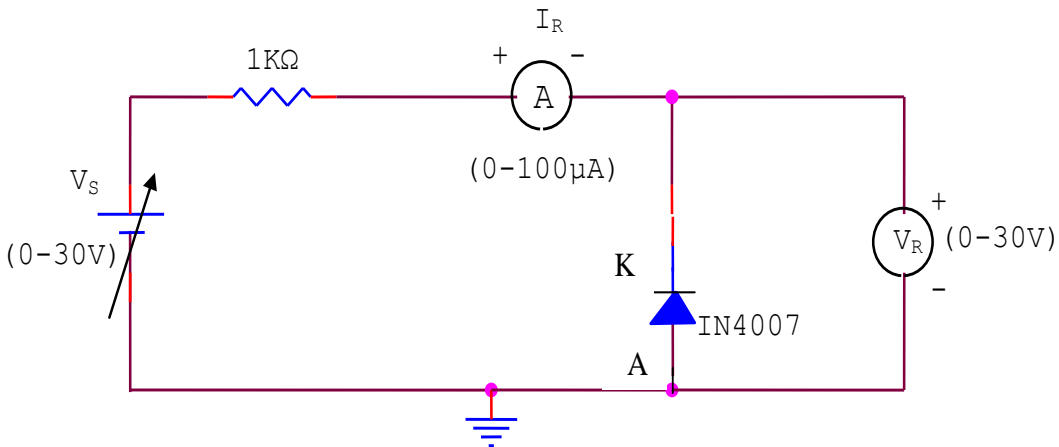 I_R
1KΩ
+ -
A
(0-100µA)
V_S
(0-30V)
+
V_R (0-30V)
-
K
IN4007
A